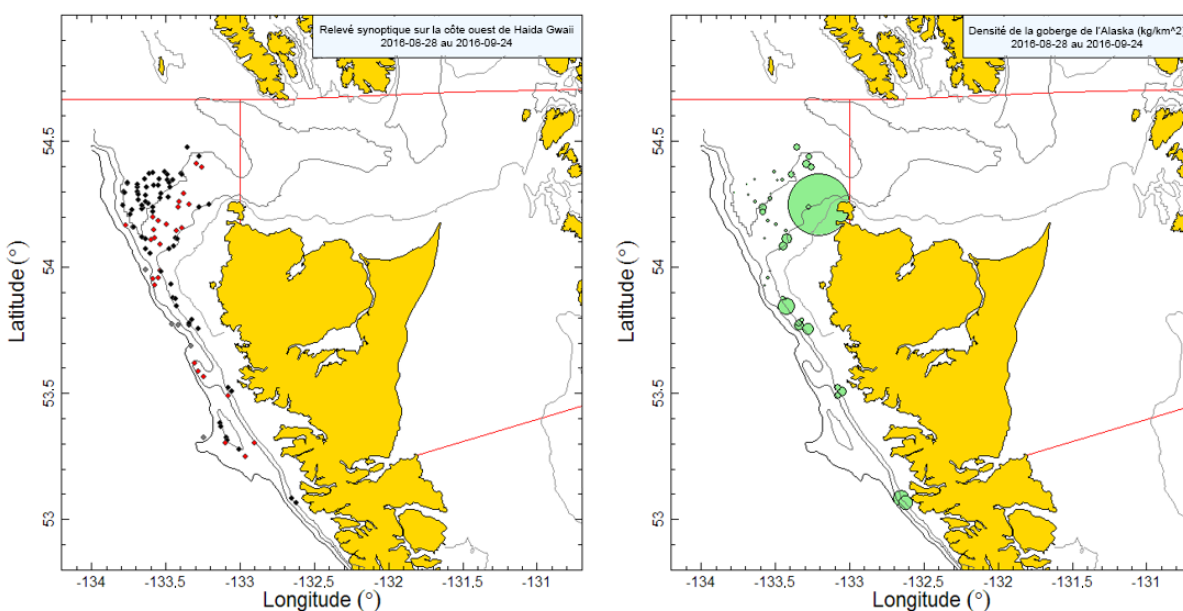 Relevé synoptique sur la côte ouest de Haida Gwaii
2016-08-28 au 2016-09-24
54.5
54
53.5
53
Latitude (°)
-134
-133.5
-133
-132.5
-132
-131.5
-131
Longitude (°)
Densité de la goberge de l'Alaska (kg/km^2)
2016-08-28 au 2016-09-24
54.5
54
53.5
53
Latitude (°)
-134
-133.5
-133
-132.5
-132
-131.5
-131
Longitude (°)